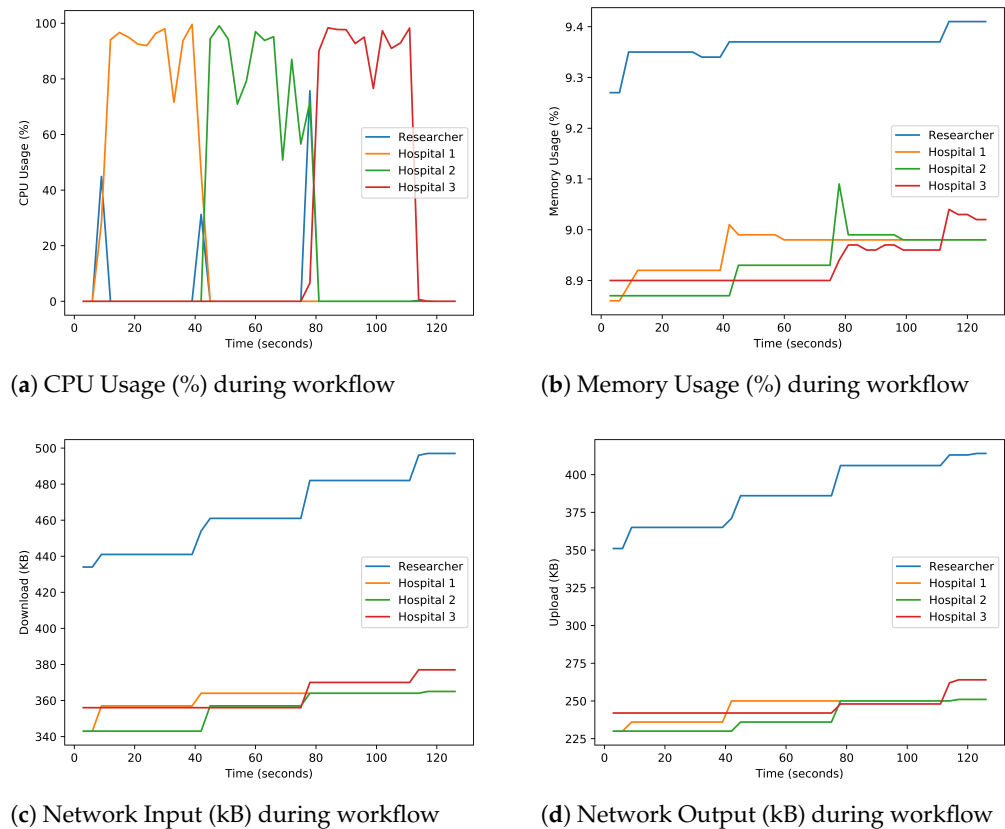 100
80
60
40
20
0
CPU Usage (%)
Researcher
Hospital 1
Hospital 2
Hospital 3
0 20 40 60 80 100 120
Time (seconds)
(a) CPU Usage (%) during workflow
9.4
9.3
9.2
9.1
9.0
8.9
Memory Usage (%)
Researcher
Hospital 1
Hospital 2
Hospital 3
0 20 40 60 80 100 120
Time (seconds)
(b) Memory Usage (%) during workflow
500
480
460
440
420
400
380
360
340
Download (KB)
Researcher
Hospital 1
Hospital 2
Hospital 3
0 20 40 60 80 100 120
Time (seconds)
(c) Network Input (kB) during workflow
400
375
350
325
300
275
250
225
Upload (KB)
Researcher
Hospital 1
Hospital 2
Hospital 3
0 20 40 60 80 100 120
Time (seconds)
(d) Network Output (kB) during workflow